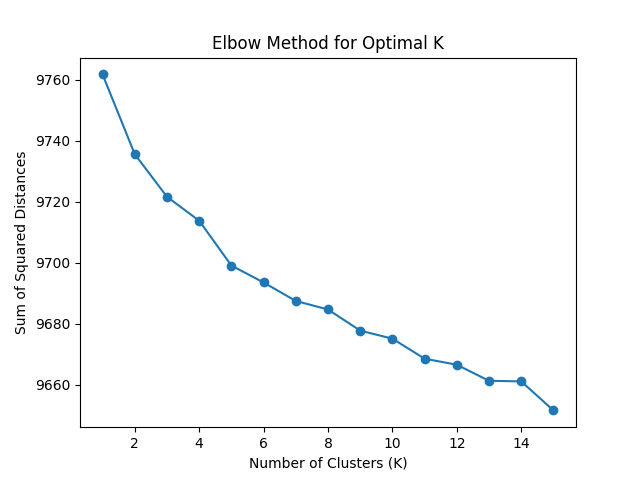 Elbow Method for Optimal K
9760
9740
9720
9700
9680
9660
Sum of Squared Distances
2 4 6 8 10 12 14
Number of Clusters (K)